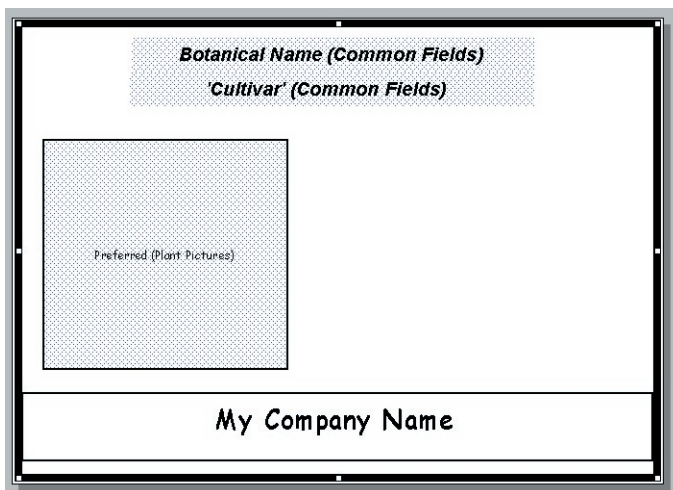 Botanical Name (Common Fields)
'Cultivar' (Common Fields)
Preferred (Plant Pictures)
My Company Name